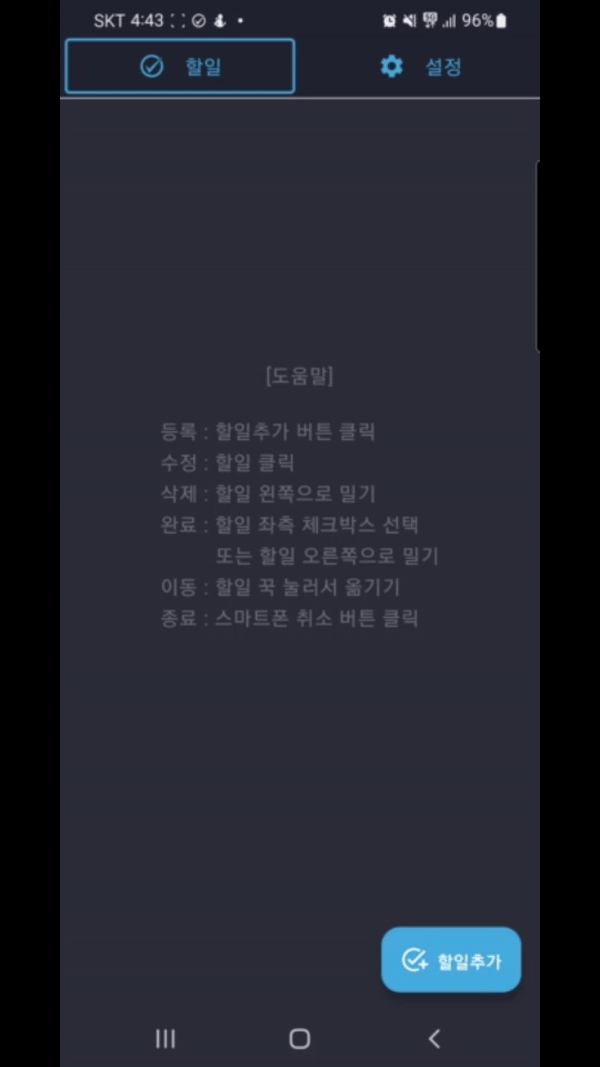 SKT 4:43
96%
할일
설정
[도움말]
등록 : 할일추가 버튼 클릭
수정 : 할일 클릭
삭제 : 할일 왼쪽으로 밀기
완료 : 할일 좌측 체크박스 선택
또는 할일 오른쪽으로 밀기
이동 : 할일 꾹 눌러서 옮기기
종료 : 스마트폰 취소 버튼 클릭
할일추가